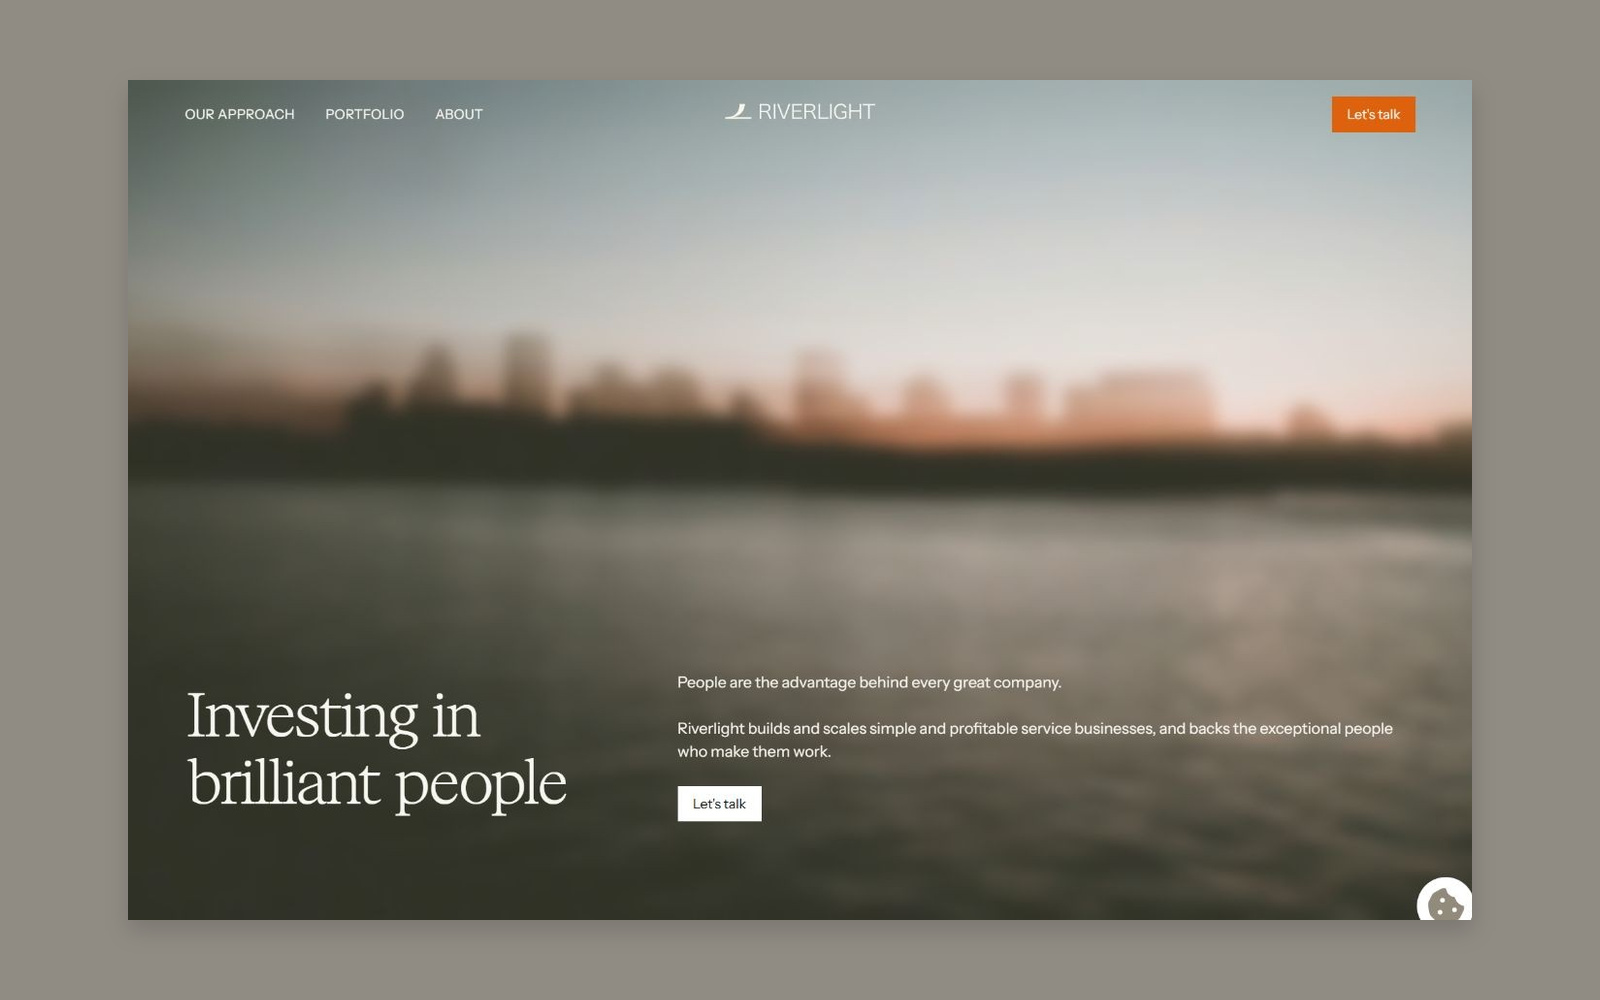 OUR APPROACH
PORTFOLIO
ABOUT
RIVERLIGHT
Let's talk
Investing in
brilliant people
People are the advantage behind every great company.
Riverlight builds and scales simple and profitable service businesses, and backs the exceptional people
who make them work.
Let's talk